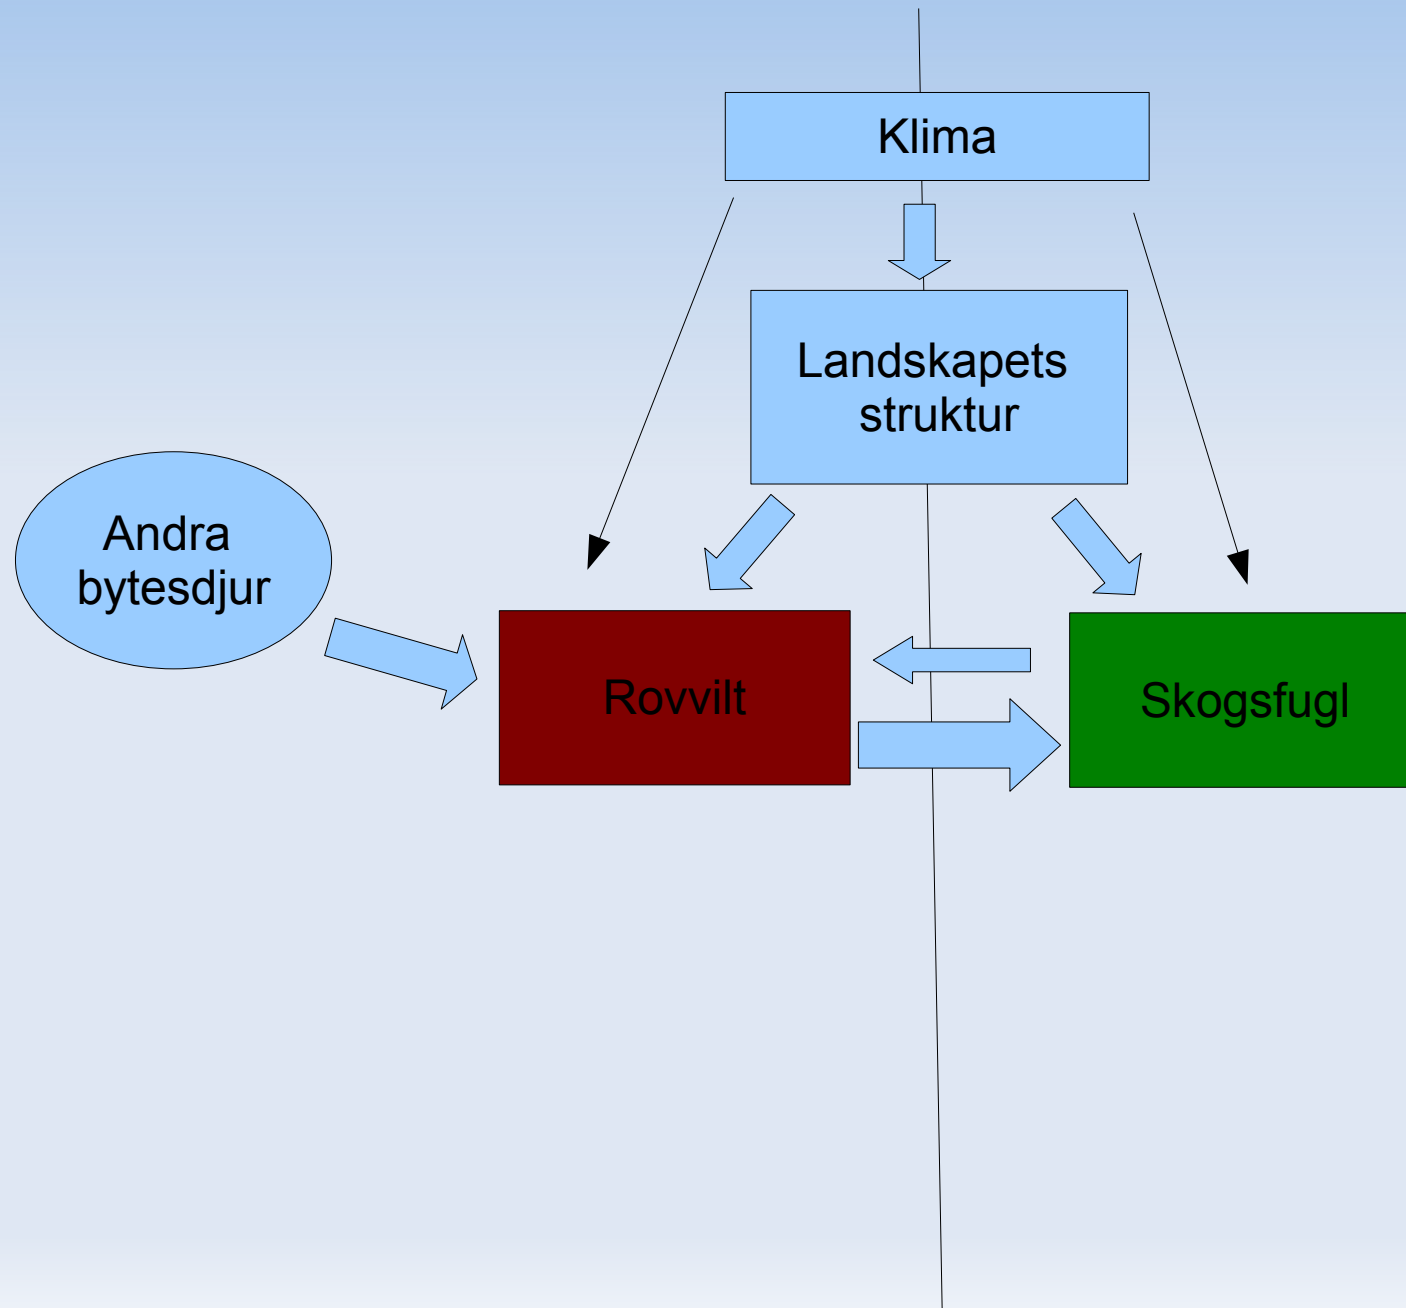 Klima
Landskapets
struktur
Andra
bytesdjur
Rovvilt
Skogsfugl